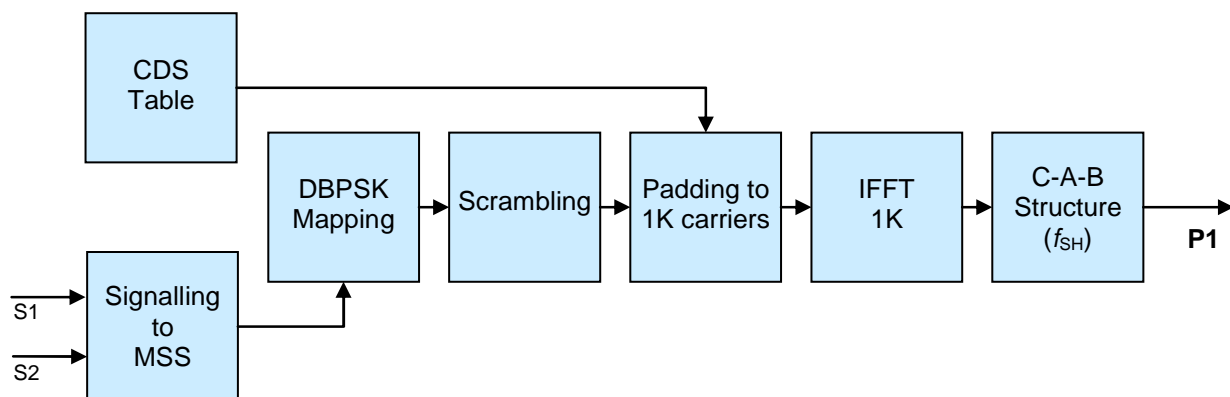 CDS
Table
DBPSK
Mapping
Scrambling
Padding to
1K carriers
IFFT
1K
C-A-B
Structure
(fSH)
P1
S1
S2
Signalling
to
MSS